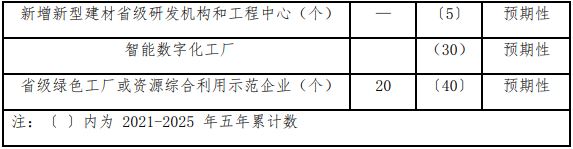 新增新型建材省级研发机构和工程中心（个） — 〔5〕 预期性
智能数字化工厂 （30） 预期性
省级绿色工厂或资源综合利用示范企业（个） 20 〔40〕 预期性
注：〔 〕内为 2021-2025 年五年累计数